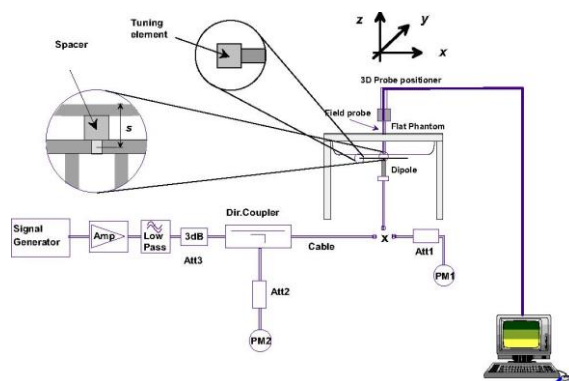 Tuning
element
Spacer
s
z
y
x
3D Probe positioner
Field probe
Flat Phantom
Dipole
Signal
Generator
Amp
Low
Pass
3dB
Att3
Dir.Coupler
Cable
x
Att1
PM1
Att2
PM2